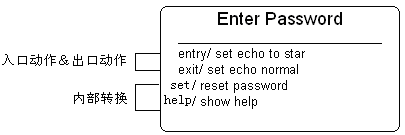 Enter Password
入口动作＆出口动作
entry/ set echo to star
exit/ set echo normal
内部转换
set/ reset password
help/ show help